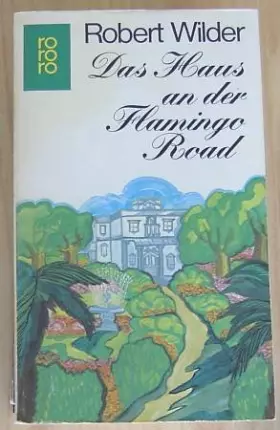 ro
ro
ro
Robert Wilder
Das Haus
an der
Flamingo
Road